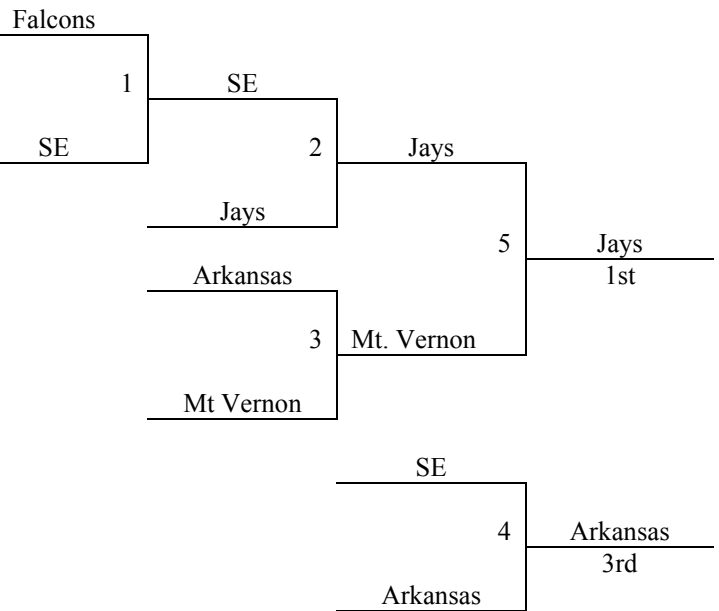 Falcons
1
SE
SE
2
Jays
Jays
5
Jays
1st
Arkansas
3
Mt. Vernon
Mt Vernon
SE
4
Arkansas
3rd
Arkansas